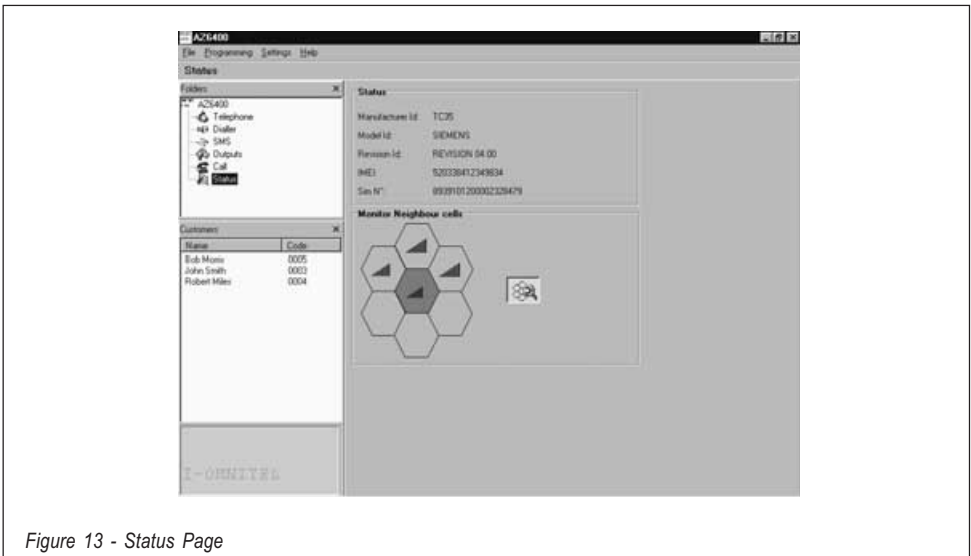 AZ6400
File Programming Settings Help
Status
Folders
AZ6400
Telephone
Dialler
SMS
Outputs
Call
Status
Customers
Name Code
Bob Morris 0005
John Smith 0003
Robert Miles 0004
I-OMNITEL
Status
Manufacturer Id: TC35
Model Id: SIEMENS
Revision Id: REVISION 04.00
IMEI: 520338412349834
Sim N°: 8939101200002328479
Monitor Neighbour cells
Figure 13 - Status Page